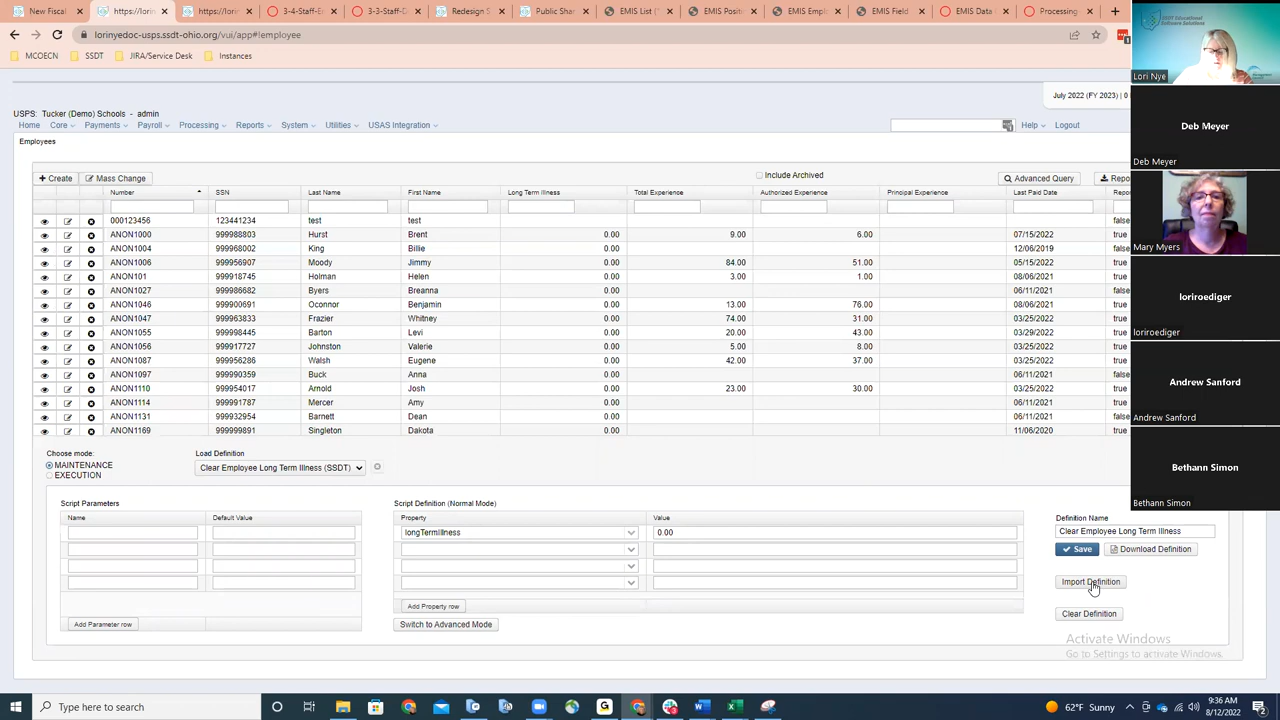 New Fiscal
https://lorin
https://lorin
3-4-Staff-E
3-3-Staff-D
Public Shar
EMIS List G
EMIS Empl
EMIS Field
EMIS Data
Processing
MCOECN
SSDT
JIRA/Service Desk
Instances
Lori Nye
July 2022 (FY 2023) | 0
USPS: Tucker (Demo) Schools - admin
Home Core Payments Payroll Processing Reports System Utilities USAS Integration
Help Logout
Deb Meyer
Deb Meyer
Employees
Create Mass Change
Include Archived
Advanced Query
Repor
Number SSN Last Name First Name Long Term Illness Total Experience Authorized Experience Principal Experience Last Paid Date Repor
000123456 123441234 test test false
ANON1000 999988803 Hurst Brent 0.00 9.00 6.00 07/15/2022 true
ANON1004 999968002 King Billie 0.00 12/06/2019 false
ANON1006 999956907 Moody Jimmy 0.00 84.00 51.00 05/15/2022 true
ANON101 999918745 Holman Helen 0.00 3.00 1.00 08/06/2021 true
ANON1027 999986682 Byers Breanna 0.00 06/11/2021 false
ANON1046 999900691 Oconnor Benjamin 0.00 13.00 76.00 08/06/2021 true
ANON1047 999963833 Frazier Whitney 0.00 74.00 31.00 03/25/2022 true
ANON1055 999998445 Barton Levi 0.00 20.00 43.00 03/29/2022 true
ANON1056 999917727 Johnston Valerie 0.00 5.00 8.00 03/25/2022 true
ANON1087 999956286 Walsh Eugene 0.00 42.00 37.00 03/25/2022 true
ANON1097 999990359 Buck Anna 0.00 06/11/2021 false
ANON1110 999954017 Arnold Josh 0.00 23.00 30.00 03/25/2022 true
ANON1114 999991787 Mercer Amy 0.00 06/11/2021 false
ANON1131 999932954 Barnett Dean 0.00 06/11/2021 false
ANON1169 999999891 Singleton Dakota 0.00 11/06/2020 true
Mary Myers
loriroediger
loriroediger
Andrew Sanford
Andrew Sanford
Bethann Simon
Bethann Simon
Choose mode:
MAINTENANCE
EXECUTION
Load Definition
Clear Employee Long Term Illness (SSDT)
Script Parameters
Name Default Value
Add Parameter row
Script Definition (Normal Mode)
Property Value
longTermIllness 0.00
Add Property row
Switch to Advanced Mode
Definition Name
Clear Employee Long Term Illness
Save Download Definition
Import Definition
Clear Definition
Activate Windows
Go to Settings to activate Windows.
Type here to search
62°F Sunny
9:36 AM
8/12/2022
2